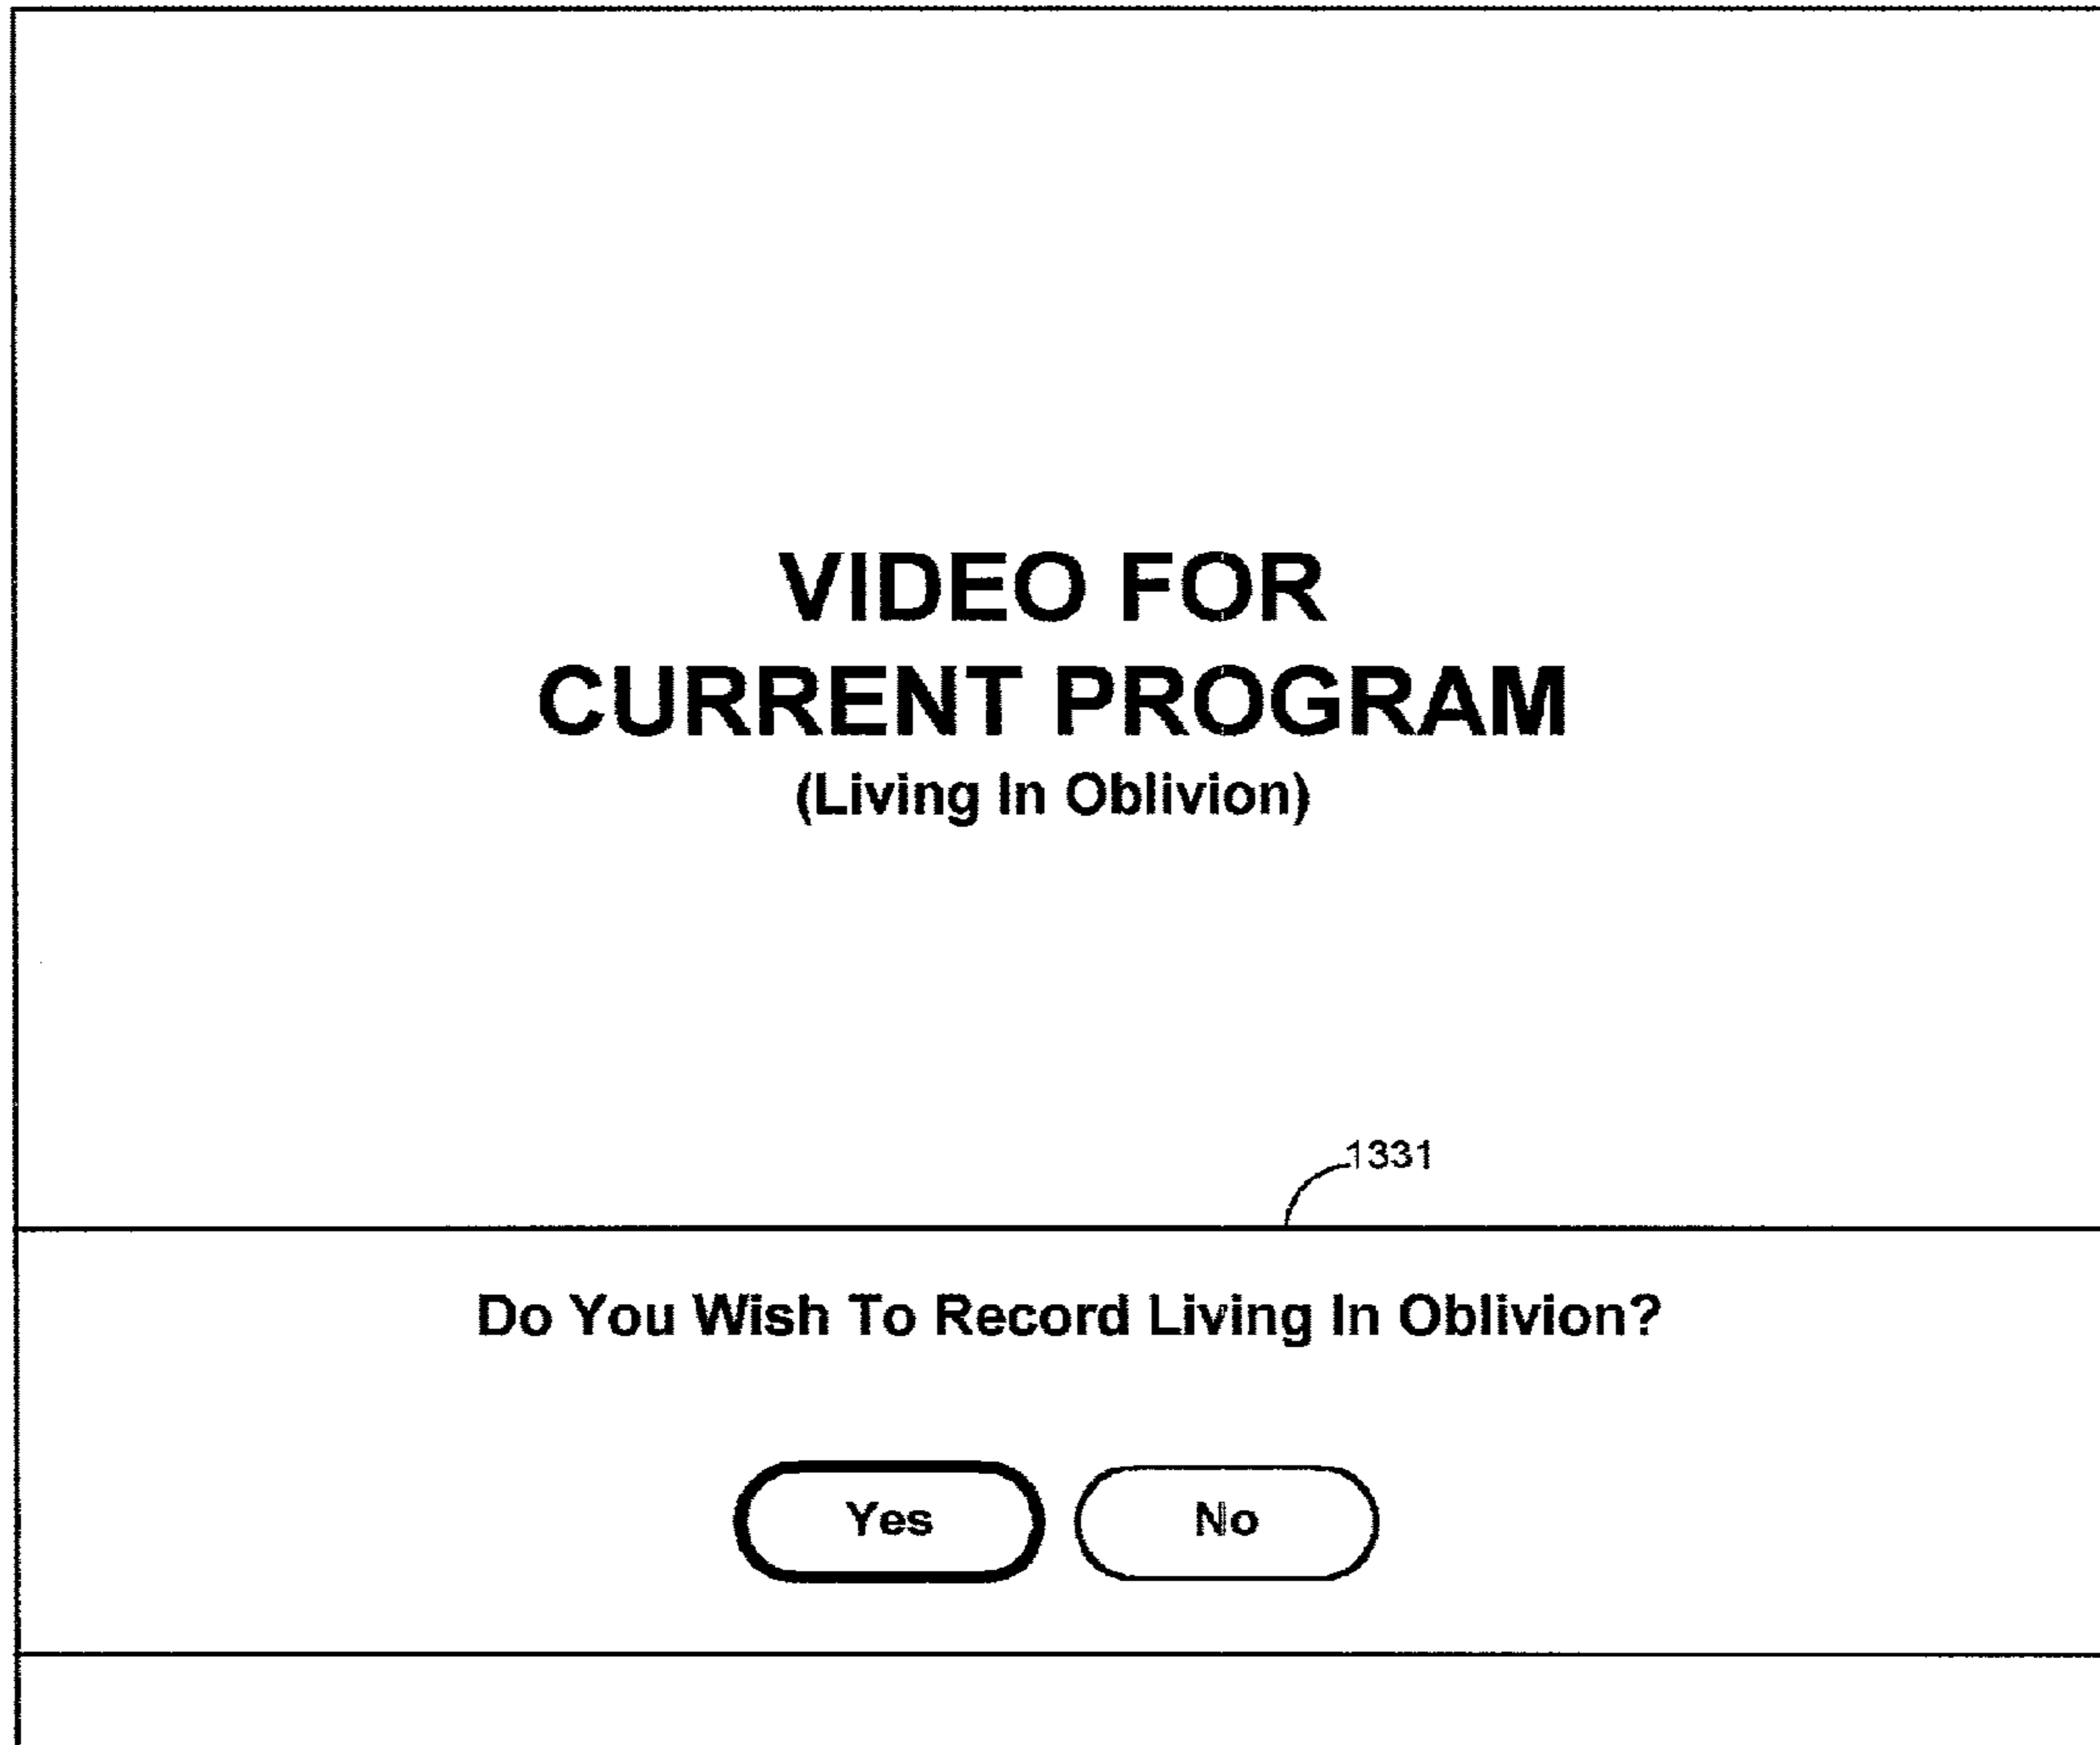 VIDEO FOR
CURRENT PROGRAM
(Living In Oblivion)
1331
Do You Wish To Record Living In Oblivion?
Yes No